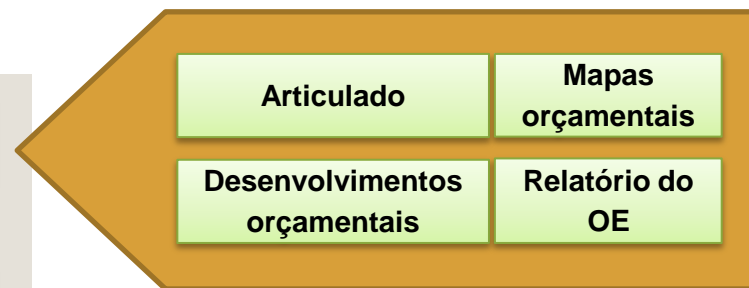 Articulado
Mapas
orçamentais
Desenvolvimentos
orçamentais
Relatório do
OE